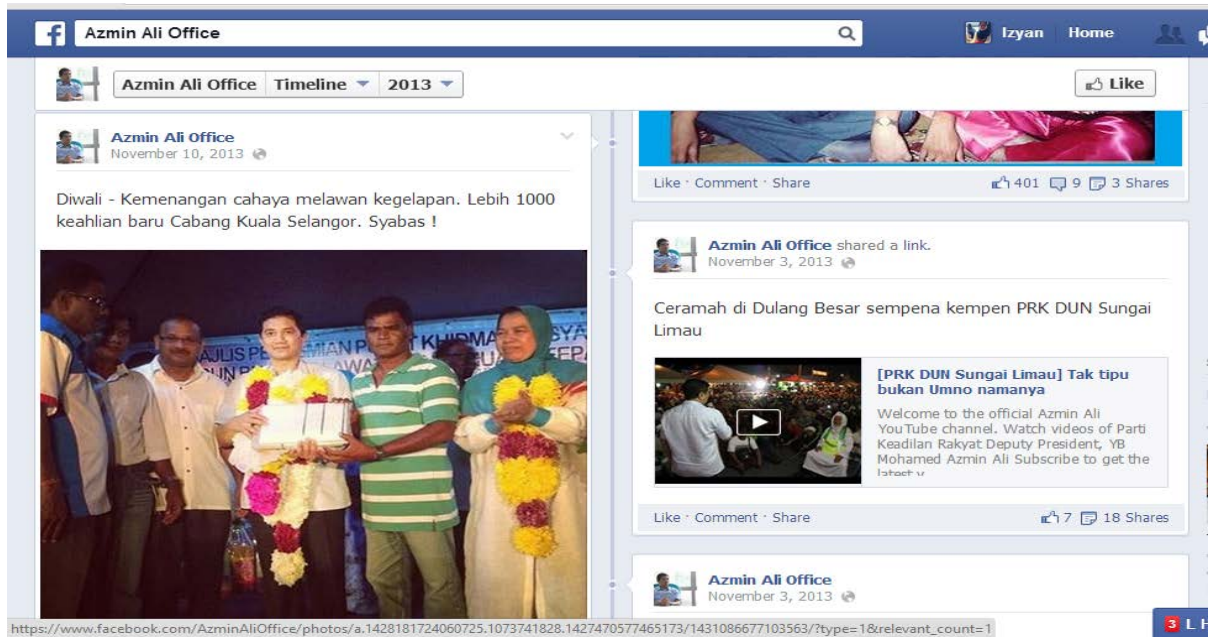 Azmin Ali Office
Izyan Home
Azmin Ali Office Timeline 2013
Like
Azmin Ali Office
November 10, 2013
Diwali - Kemenangan cahaya melawan kegelapan. Lebih 1000
keahlian baru Cabang Kuala Selangor. Syabas !
MAJLIS
KHIDMA
Like · Comment · Share 401 9 3 Shares
Azmin Ali Office shared a link.
November 3, 2013
Ceramah di Dulang Besar sempena kempen PRK DUN Sungai
Limau
[PRK DUN Sungai Limau] Tak tipu
bukan Umno namanya
Welcome to the official Azmin Ali
YouTube channel. Watch videos of Parti
Keadilan Rakyat Deputy President, YB
Mohamed Azmin Ali Subscribe to get the
latest v
Like · Comment · Share 7 18 Shares
Azmin Ali Office
November 3, 2013
https://www.facebook.com/AzminAliOffice/photos/a.1428181724060725.1073741828.1427470577465173/1431086677103563/?type=1&relevant_count=1
3